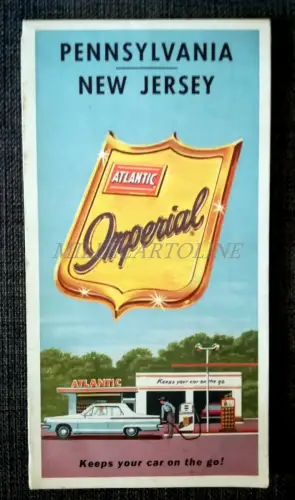 PENNSYLVANIA
NEW JERSEY
ATLANTIC
Imperial
ATLANTIC
Keeps your car on the go
Keeps your car on the go!